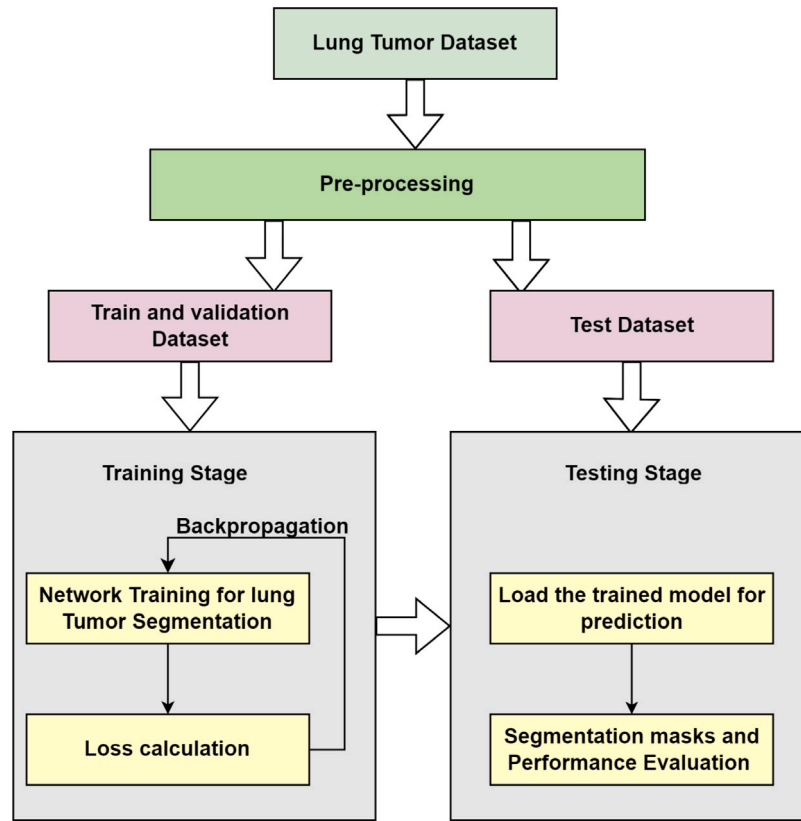 Lung Tumor Dataset
Pre-processing
Train and validation
Dataset
Test Dataset
Training Stage
Backpropagation
Network Training for lung
Tumor Segmentation
Loss calculation
Testing Stage
Load the trained model for
prediction
Segmentation masks and
Performance Evaluation